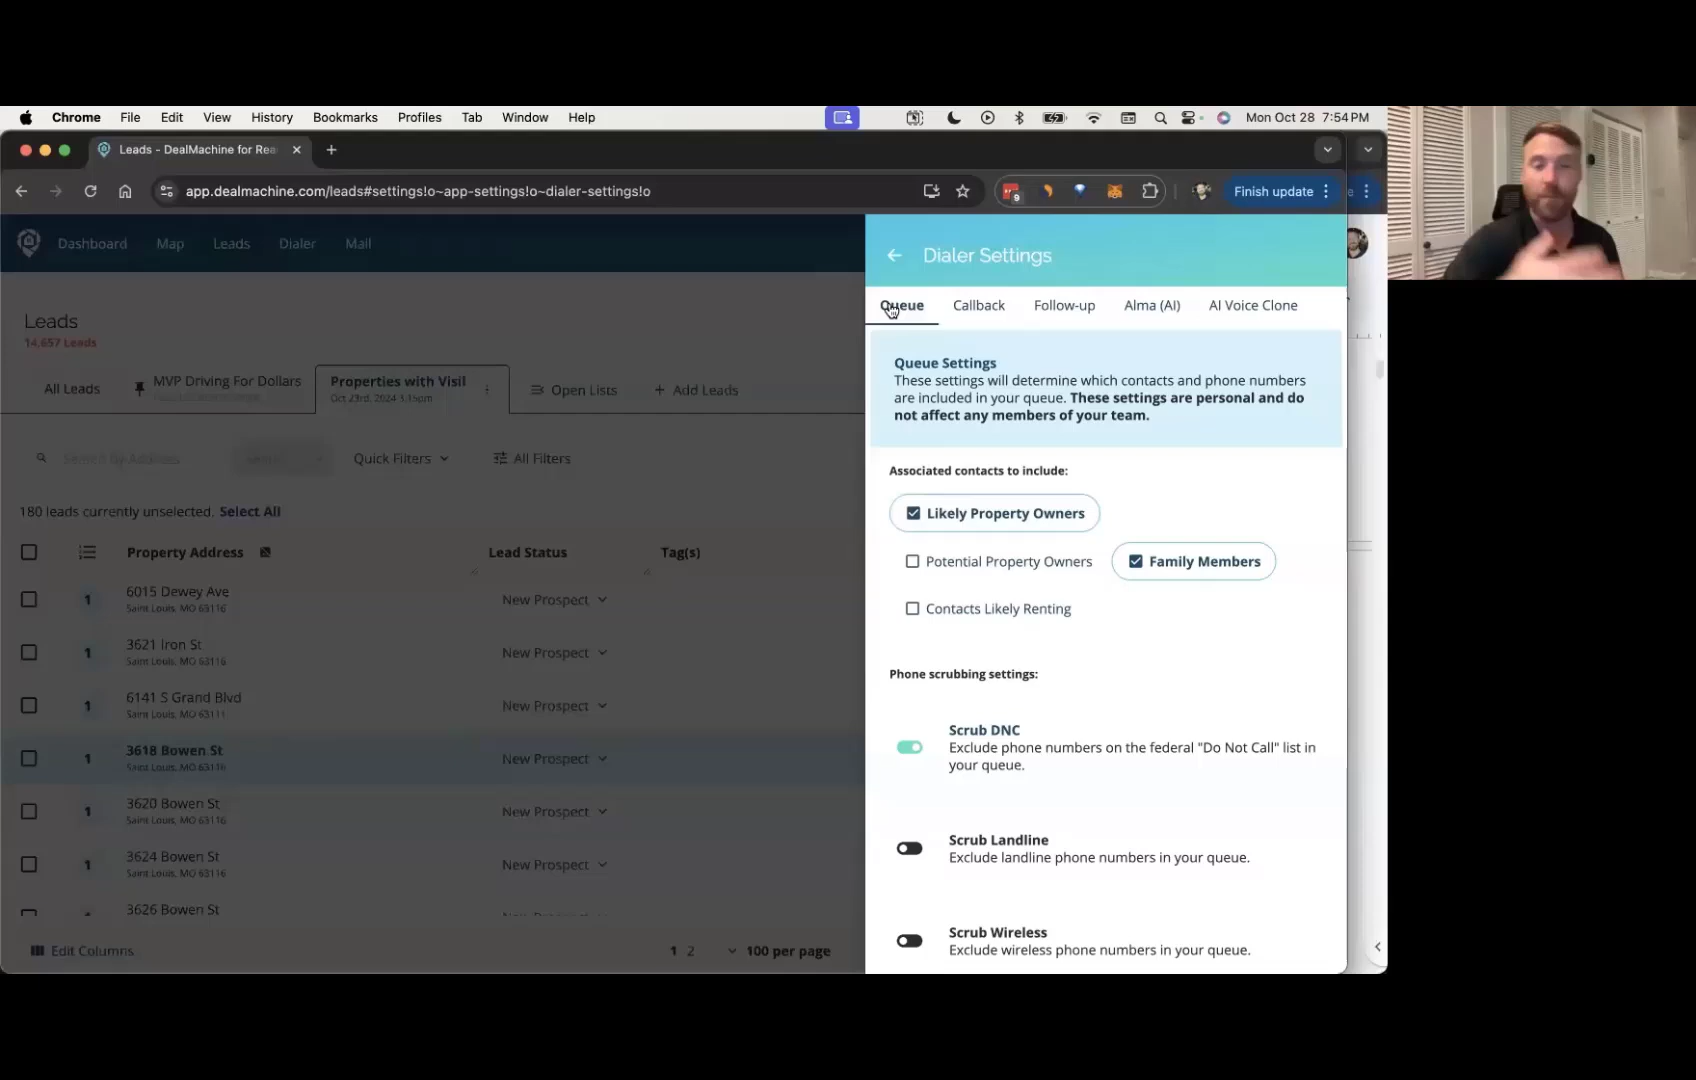 Chrome File Edit View History Bookmarks Profiles Tab Window Help Mon Oct 28 7:54 PM
Leads - DealMachine for Rea
app.dealmachine.com/leads#settings!o~app-settings!o~dialer-settings!o
9
Finish update
Dashboard Map Leads Dialer Mail
Dialer Settings
Queue Callback Follow-up Alma (AI) AI Voice Clone
Leads
14,657 Leads
All Leads
MVP Driving For Dollars
Properties with Visil
Oct 23rd, 2024 3:15pm
Open Lists
+ Add Leads
Search By Address
Quick Filters
All Filters
180 leads currently unselected. Select All
Property Address Lead Status Tag(s)
1 6015 Dewey Ave New Prospect
Saint Louis, MO 63116
1 3621 Iron St New Prospect
Saint Louis, MO 63116
1 6141 S Grand Blvd New Prospect
Saint Louis, MO 63111
1 3618 Bowen St New Prospect
Saint Louis, MO 63116
1 3620 Bowen St New Prospect
Saint Louis, MO 63116
1 3624 Bowen St New Prospect
Saint Louis, MO 63116
3626 Bowen St
Edit Columns
1 2
100 per page
Queue Settings
These settings will determine which contacts and phone numbers
are included in your queue. These settings are personal and do
not affect any members of your team.
Associated contacts to include:
Likely Property Owners
Potential Property Owners
Family Members
Contacts Likely Renting
Phone scrubbing settings:
Scrub DNC
Exclude phone numbers on the federal "Do Not Call" list in
your queue.
Scrub Landline
Exclude landline phone numbers in your queue.
Scrub Wireless
Exclude wireless phone numbers in your queue.